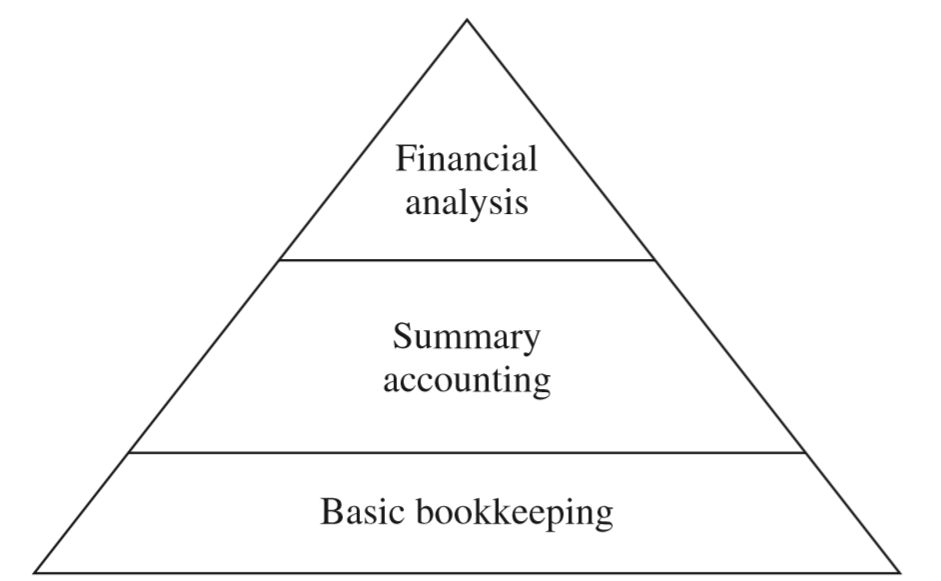 Financial
analysis
Summary
accounting
Basic bookkeeping